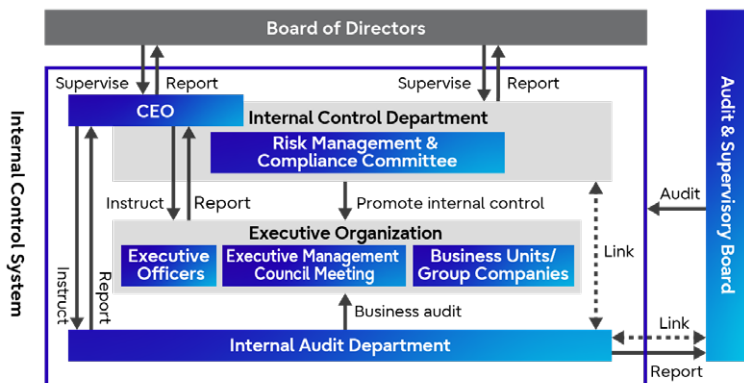 Board of Directors
Supervise
Report
Supervise
Report
CEO
Internal Control Department
Risk Management &
Compliance Committee
Instruct
Report
Promote internal control
Executive Organization
Executive
Officers
Executive Management
Council Meeting
Business Units/
Group Companies
Instruct
Report
Business audit
Link
Internal Audit Department
Audit
Link
Report
Internal Control System
Audit & Supervisory Board